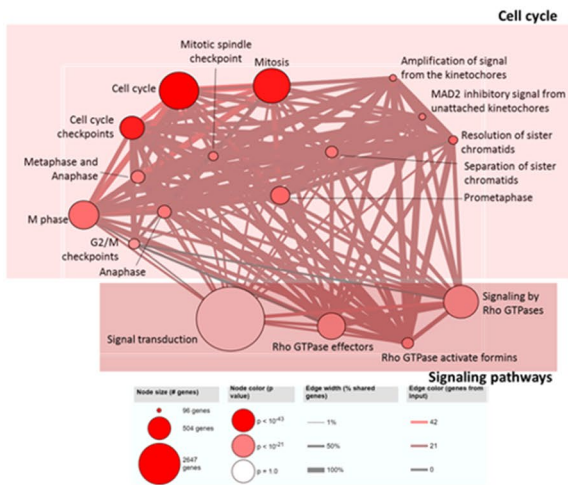 Cell cycle
Mitotic spindle
checkpoint
Mitosis
Amplification of signal
from the kinetochores
Cell cycle
MAD2 inhibitory signal from
unattached kinetochores
Cell cycle
checkpoints
Resolution of sister
chromatids
Metaphase and
Anaphase
Separation of sister
chromatids
Prometaphase
M phase
G2/M
checkpoints
Anaphase
Signaling by
Rho GTPases
Signal transduction
Rho GTPase effectors
Rho GTPase activate formins
Signaling pathways
Node size (# genes)
Node color (p
value)
Edge width (% shared
genes)
Edge color (genes from
input)
96 genes
504 genes
2647
genes
p < 10-43
p < 10-21
p = 1.0
1%
50%
100%
42
21
0